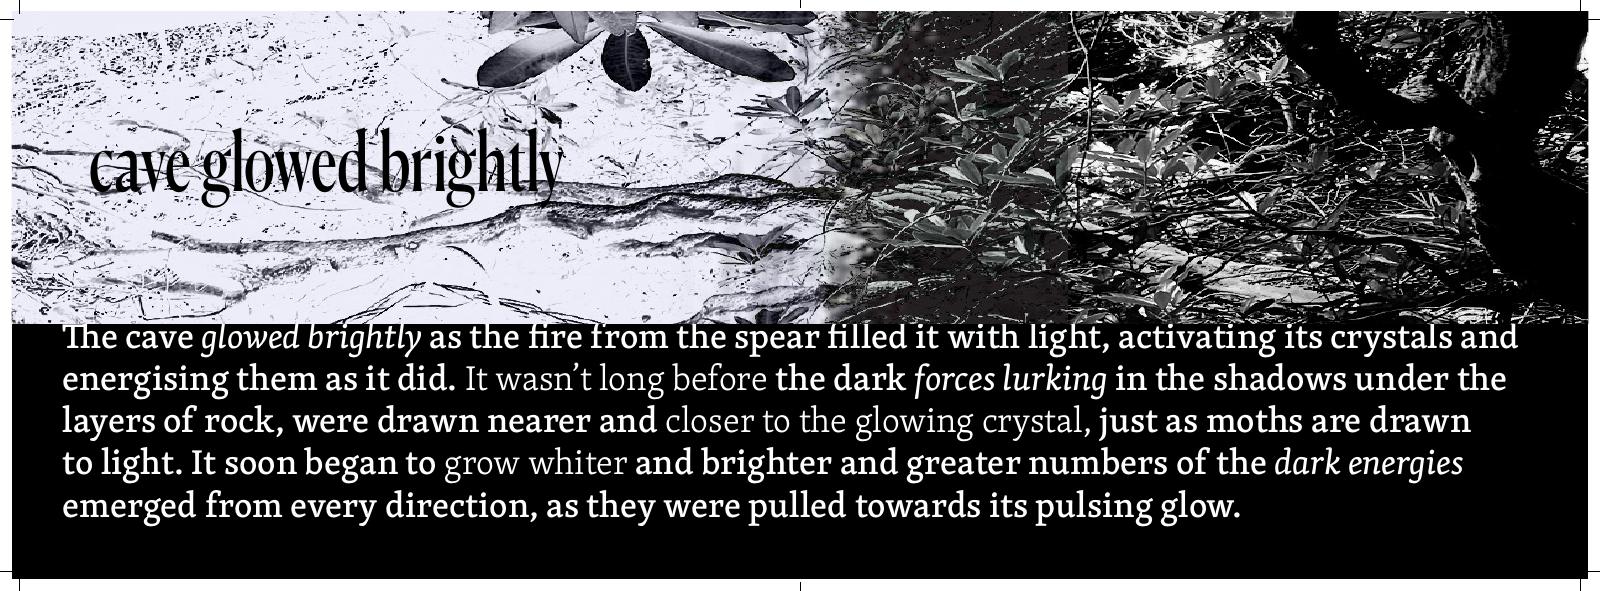 cave glowed brightly
The cave glowed brightly as the fire from the spear filled it with light, activating its crystals and
energising them as it did. It wasn’t long before the dark forces lurking in the shadows under the
layers of rock, were drawn nearer and closer to the glowing crystal, just as moths are drawn
to light. It soon began to grow whiter and brighter and greater numbers of the dark energies
emerged from every direction, as they were pulled towards its pulsing glow.